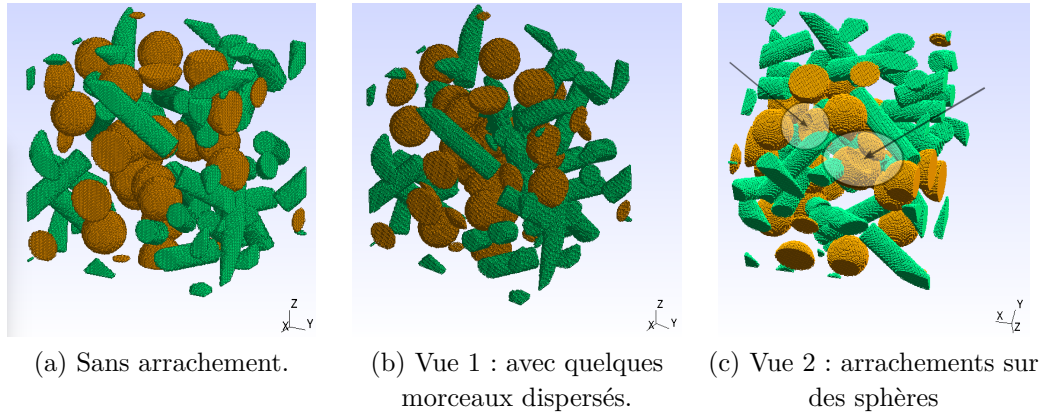 Z
X Y
Z
X Y
Y
X
Z
(a) Sans arrachement.
(b) Vue 1 : avec quelques
morceaux dispersés.
(c) Vue 2 : arrachements sur
des sphères